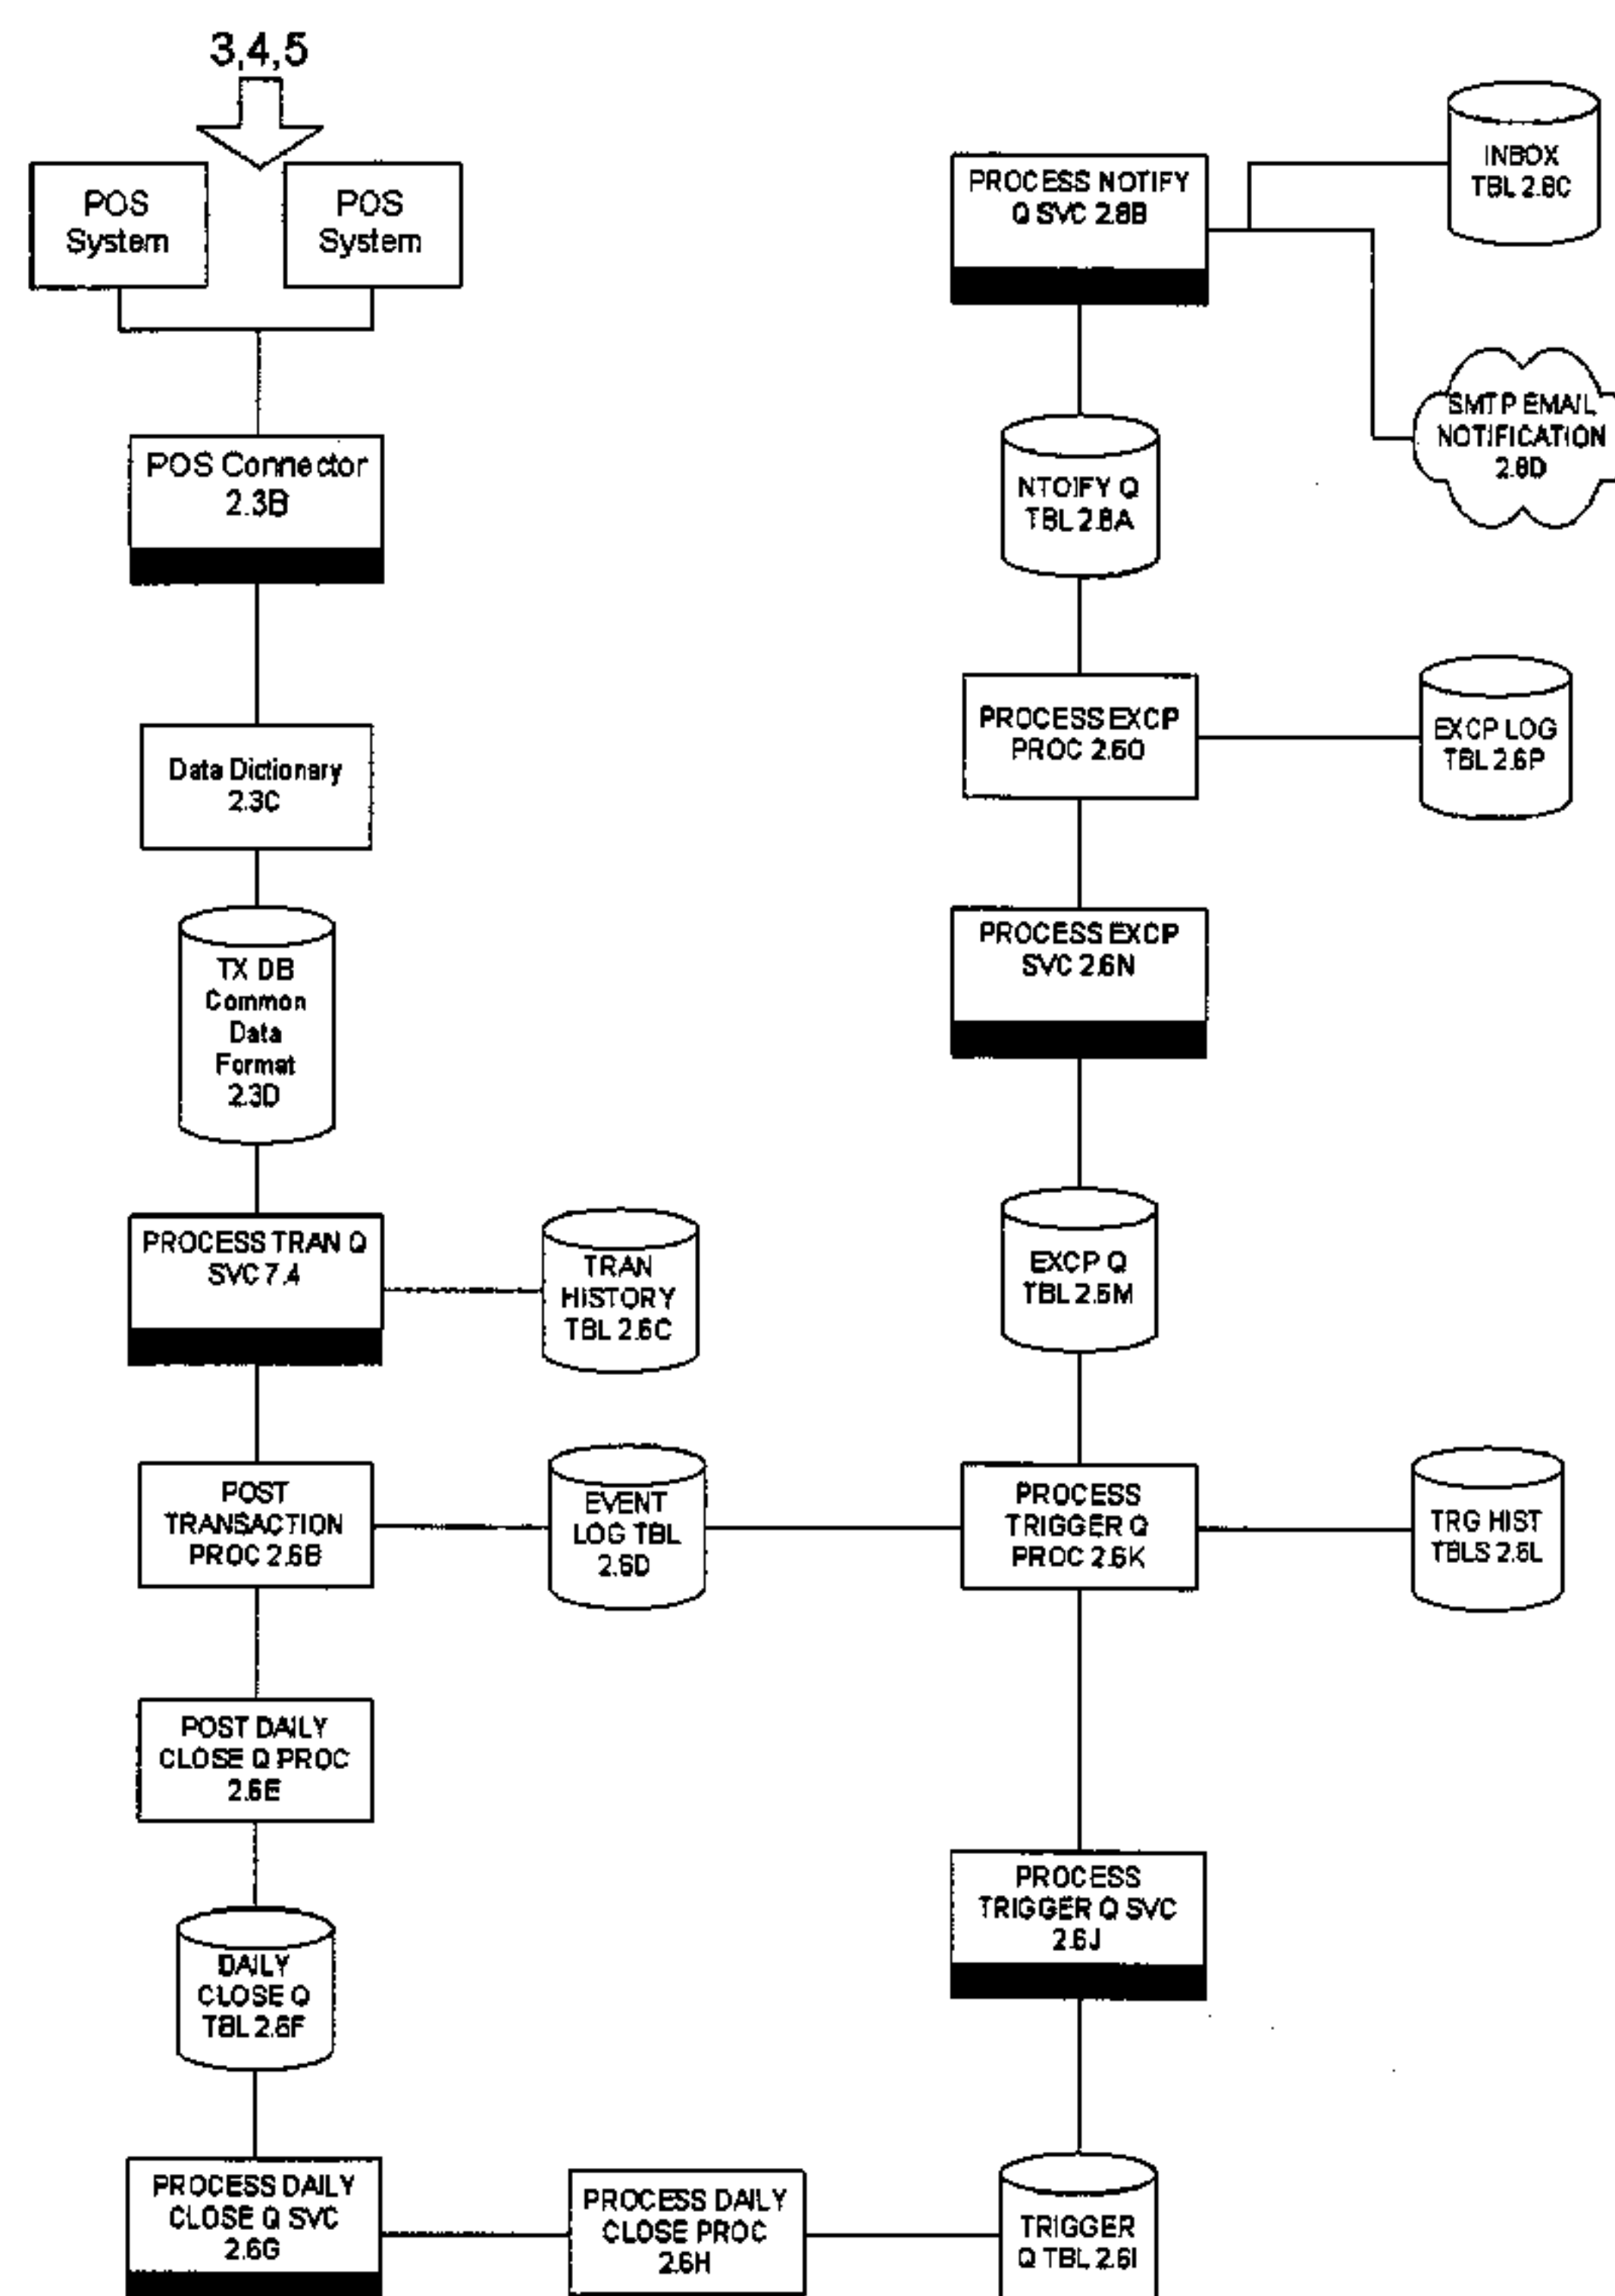 3,4,5
POS
System
POS
System
POS Connector
2.3B
Data Dictionary
2.3C
TX DB
Common
Data
Format
2.3D
PROCESS TRAN Q
SVC 7.4
TRAN
HISTORY
TBL 2.6C
POST
TRANSACTION
PROC 2.6B
EVENT
LOG TBL
2.6D
POST DAILY
CLOSE Q PROC
2.6E
DAILY
CLOSE Q
TBL 2.6F
PROCESS DAILY
CLOSE Q SVC
2.6G
PROCESS DAILY
CLOSE PROC
2.6H
TRIGGER
Q TBL 2.6I
PROCESS
TRIGGER Q SVC
2.6J
PROCESS
TRIGGER Q
PROC 2.6K
TRG HIST
TBLS 2.6L
EXCP Q
TBL 2.6M
PROCESS EXCP
SVC 2.6N
PROCESS EXCP
PROC 2.6O
EXCP LOG
TBL 2.6P
NTOIFY Q
TBL 2.8A
PROCESS NOTIFY
Q SVC 2.8B
INBOX
TBL 2.8C
SMTP EMAIL
NOTIFICATION
2.8D